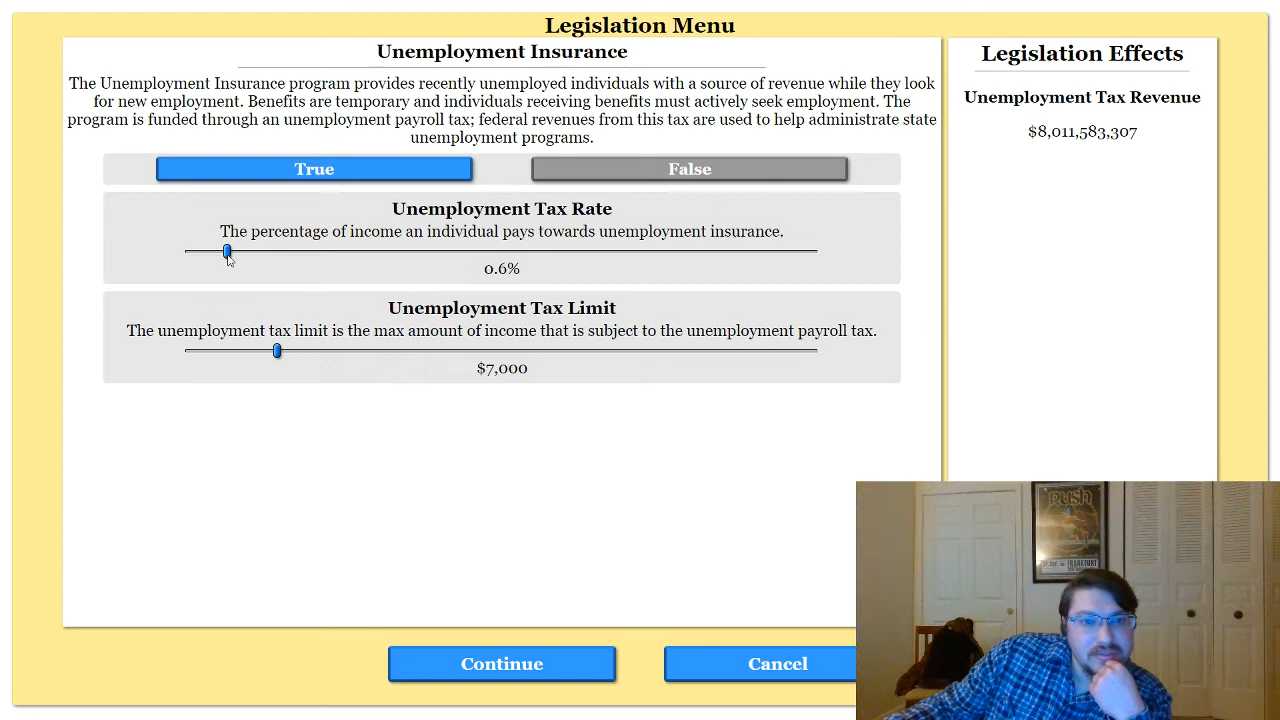 Legislation Menu
Unemployment Insurance
The Unemployment Insurance program provides recently unemployed individuals with a source of revenue while they look
for new employment. Benefits are temporary and individuals receiving benefits must actively seek employment. The
program is funded through an unemployment payroll tax; federal revenues from this tax are used to help administrate state
unemployment programs.
True
False
Unemployment Tax Rate
The percentage of income an individual pays towards unemployment insurance.
0.6%
Unemployment Tax Limit
The unemployment tax limit is the max amount of income that is subject to the unemployment payroll tax.
$7,000
Continue
Cancel
Legislation Effects
Unemployment Tax Revenue
$8,011,583,307
RUSH
FRANKFURT